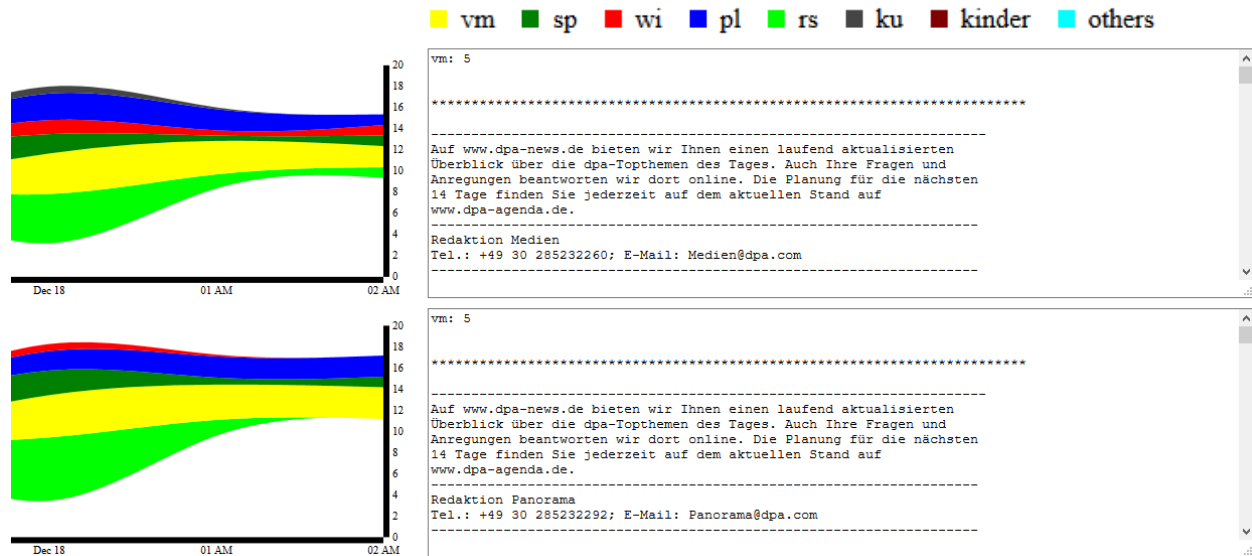 vm sp wi pl rs ku kinder others
20
18
16
14
12
10
8
6
4
2
0
Dec 18 01 AM 02 AM
vm: 5
**************************************************************************
---------------------------------------------------------------------
Auf www.dpa-news.de bieten wir Ihnen einen laufend aktualisierten
Überblick über die dpa-Topthemen des Tages. Auch Ihre Fragen und
Anregungen beantworten wir dort online. Die Planung für die nächsten
14 Tage finden Sie jederzeit auf dem aktuellen Stand auf
www.dpa-agenda.de.
--------------------------------------------------------------------
Redaktion Medien
Tel.: +49 30 285232260; E-Mail: Medien@dpa.com
--------------------------------------------------------------------
20
18
16
14
12
10
8
6
4
2
0
Dec 18 01 AM 02 AM
vm: 5
**************************************************************************
---------------------------------------------------------------------
Auf www.dpa-news.de bieten wir Ihnen einen laufend aktualisierten
Überblick über die dpa-Topthemen des Tages. Auch Ihre Fragen und
Anregungen beantworten wir dort online. Die Planung für die nächsten
14 Tage finden Sie jederzeit auf dem aktuellen Stand auf
www.dpa-agenda.de.
--------------------------------------------------------------------
Redaktion Panorama
Tel.: +49 30 285232292; E-Mail: Panorama@dpa.com
--------------------------------------------------------------------